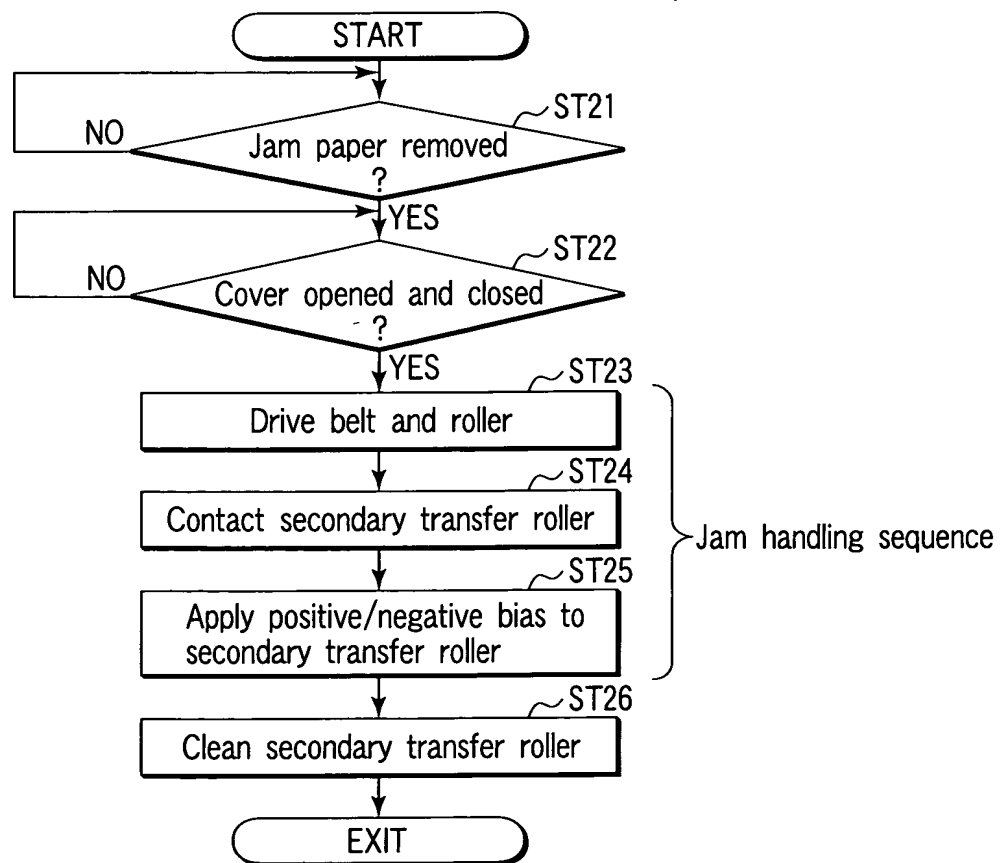 START
ST21
NO
Jam paper removed
?
YES
ST22
NO
Cover opened and closed
?
YES
ST23
Drive belt and roller
ST24
Contact secondary transfer roller
Jam handling sequence
ST25
Apply positive/negative bias to
secondary transfer roller
ST26
Clean secondary transfer roller
EXIT